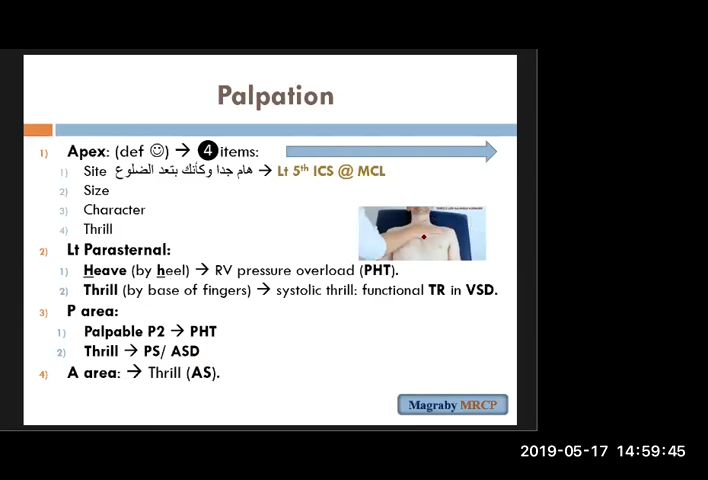 Palpation
1) Apex: (def ☺) → ❹ items:
1) Site هام جدا وكأنك بتعد الضلوع → Lt 5th ICS @ MCL
2) Size
3) Character
4) Thrill
2) Lt Parasternal:
1) Heave (by heel) → RV pressure overload (PHT).
2) Thrill (by base of fingers) → systolic thrill: functional TR in VSD.
3) P area:
1) Palpable P2 → PHT
2) Thrill → PS/ ASD
4) A area: → Thrill (AS).
Magraby MRCP
2019-05-17 14:59:45